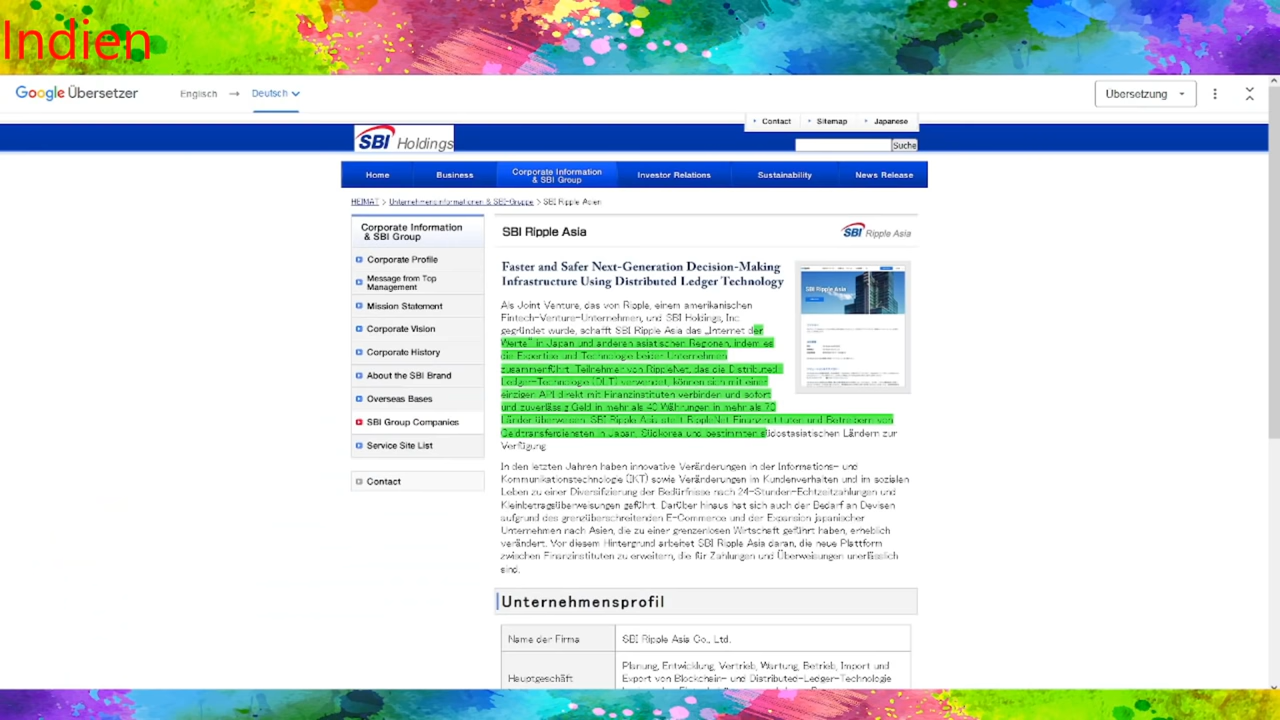 Indien
Google Übersetzer
Englisch → Deutsch
Übersetzung
Contact Sitemap Japanese
SBI Holdings
Suche
Home Business Corporate Information & SBI Group Investor Relations Sustainability News Release
HEIMAT > Unternehmensinformationen & SBI-Gruppe > SBI Ripple Asien
Corporate Information
& SBI Group
Corporate Profile
Message from Top
Management
Mission Statement
Corporate Vision
Corporate History
About the SBI Brand
Overseas Bases
SBI Group Companies
Service Site List
Contact
SBI Ripple Asia
SBI Ripple Asia
Faster and Safer Next-Generation Decision-Making
Infrastructure Using Distributed Ledger Technology
Als Joint Venture, das von Ripple, einem amerikanischen
Fintech-Venture-Unternehmen, und SBI Holdings, Inc.
gegründet wurde, schafft SBI Ripple Asia das „Internet der
Werte" in Japan und anderen asiatischen Regionen, indem es
die Expertise und Technologie beider Unternehmen
zusammenführt. Teilnehmer von RippleNet, das die Distributed
Ledger-Technologie (DLT) verwendet, können sich mit einer
einzigen API direkt mit Finanzinstituten verbinden und sofort
und zuverlässig Geld in mehr als 40 Währungen in mehr als 70
Länder überweisen. SBI Ripple Asia stellt RippleNet Finanzinstituten und Betreibern von
Geldtransferdiensten in Japan, Südkorea und bestimmten südostasiatischen Ländern zur
Verfügung.
In den letzten Jahren haben innovative Veränderungen in der Informations- und
Kommunikationstechnologie (IKT) sowie Veränderungen im Kundenverhalten und im sozialen
Leben zu einer Diversifizierung der Bedürfnisse nach 24-Stunden-Echtzeitzahlungen und
Kleinbetragsüberweisungen geführt. Darüber hinaus hat sich auch der Bedarf an Devisen
aufgrund des grenzüberschreitenden E-Commerce und der Expansion japanischer
Unternehmen nach Asien, die zu einer grenzenlosen Wirtschaft geführt haben, erheblich
verändert. Vor diesem Hintergrund arbeitet SBI Ripple Asia daran, die neue Plattform
zwischen Finanzinstituten zu erweitern, die für Zahlungen und Überweisungen unerlässlich
sind.
Unternehmensprofil
Name der Firma SBI Ripple Asia Co., Ltd.
Hauptgeschäft
Planung, Entwicklung, Vertrieb, Wartung, Betrieb, Import und
Export von Blockchain- und Distributed-Ledger-Technologie